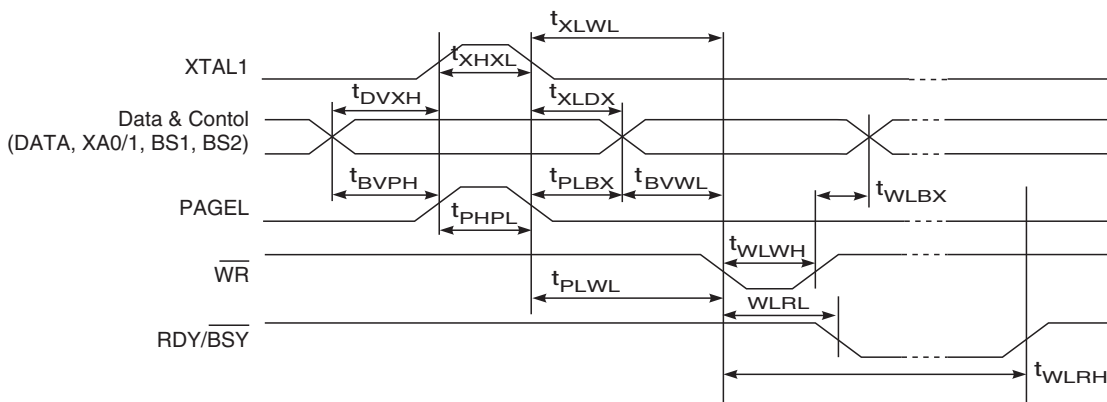 tXLWL
XTAL1
tXHXL
tDVXH
tXLDX
Data & Contol
(DATA, XA0/1, BS1, BS2)
tBVPH
tPLBX
tBVWL
tWLBX
PAGEL
tPHPL
tWLWH
WR
tPLWL
WLRL
RDY/BSY
tWLRH